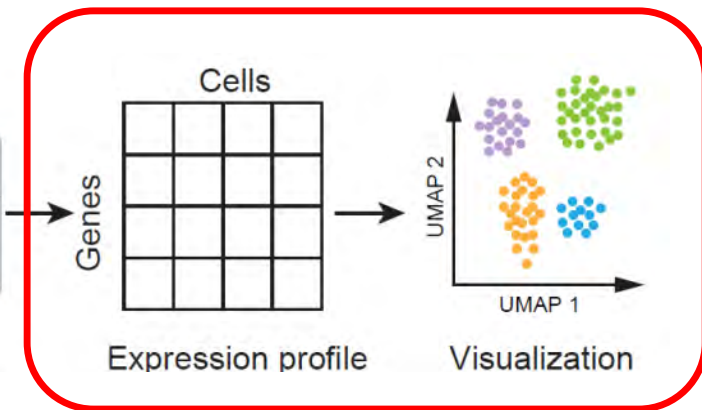 Cells
Genes
Expression profile
UMAP 2
UMAP 1
Visualization